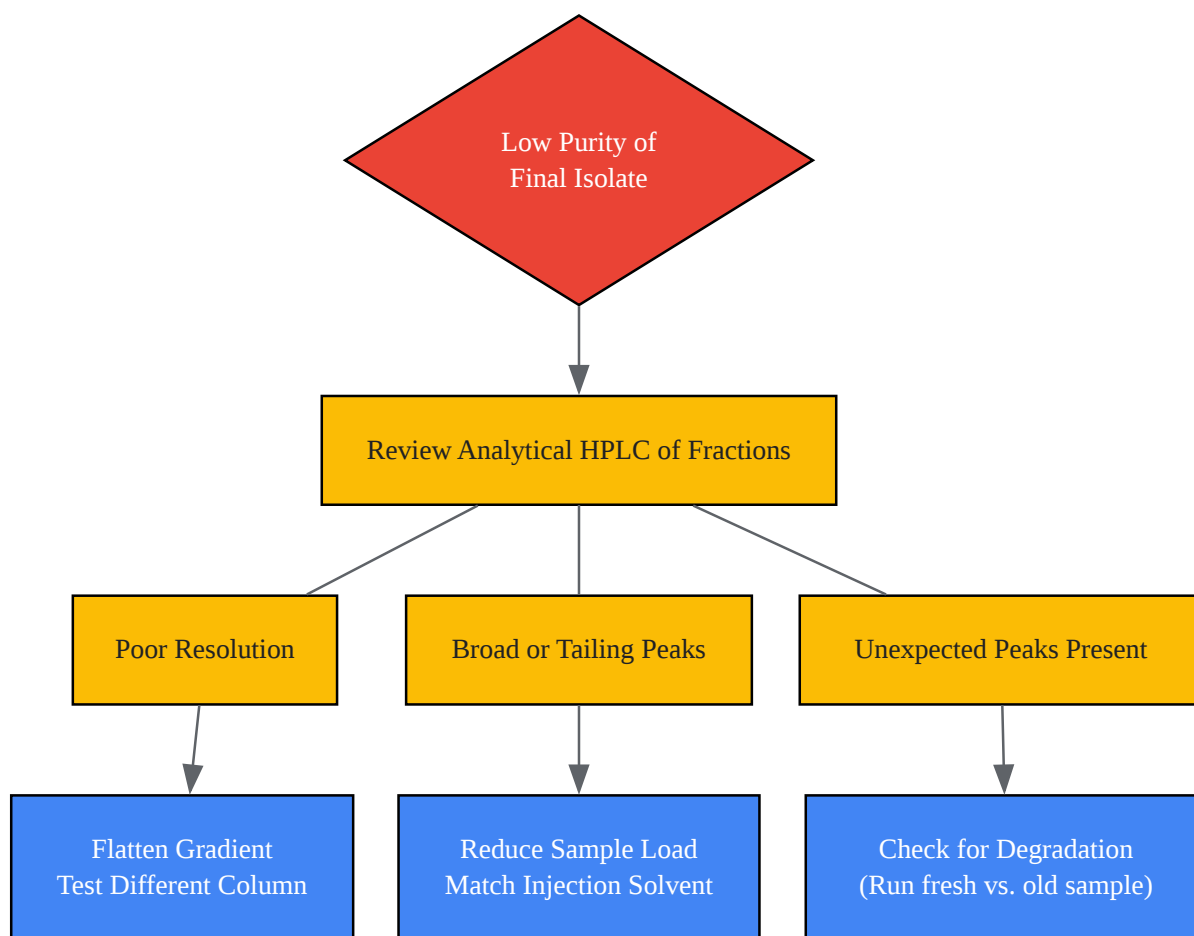 Low Purity of
Final Isolate
Review Analytical HPLC of Fractions
Poor Resolution
Broad or Tailing Peaks
Unexpected Peaks Present
Flatten Gradient
Test Different Column
Reduce Sample Load
Match Injection Solvent
Check for Degradation
(Run fresh vs. old sample)